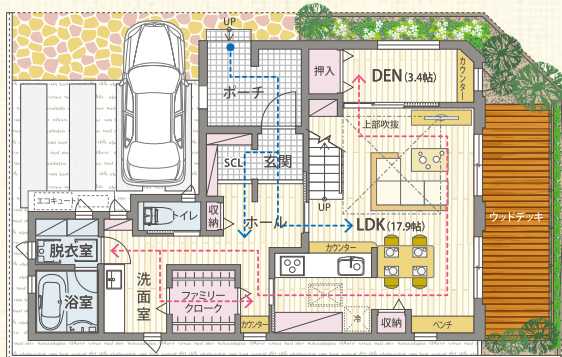 UP
ポーチ
押入
DEN(3.4帖)
カウンター
上部吹抜
SCL
玄関
エコキュート
トイレ
収納
ホール
UP
LDK(17.9帖)
ウッドデッキ
脱衣室
カウンター
浴室
洗面室
ファミリー
クローク
カウンター
冷
収納
ベンチ